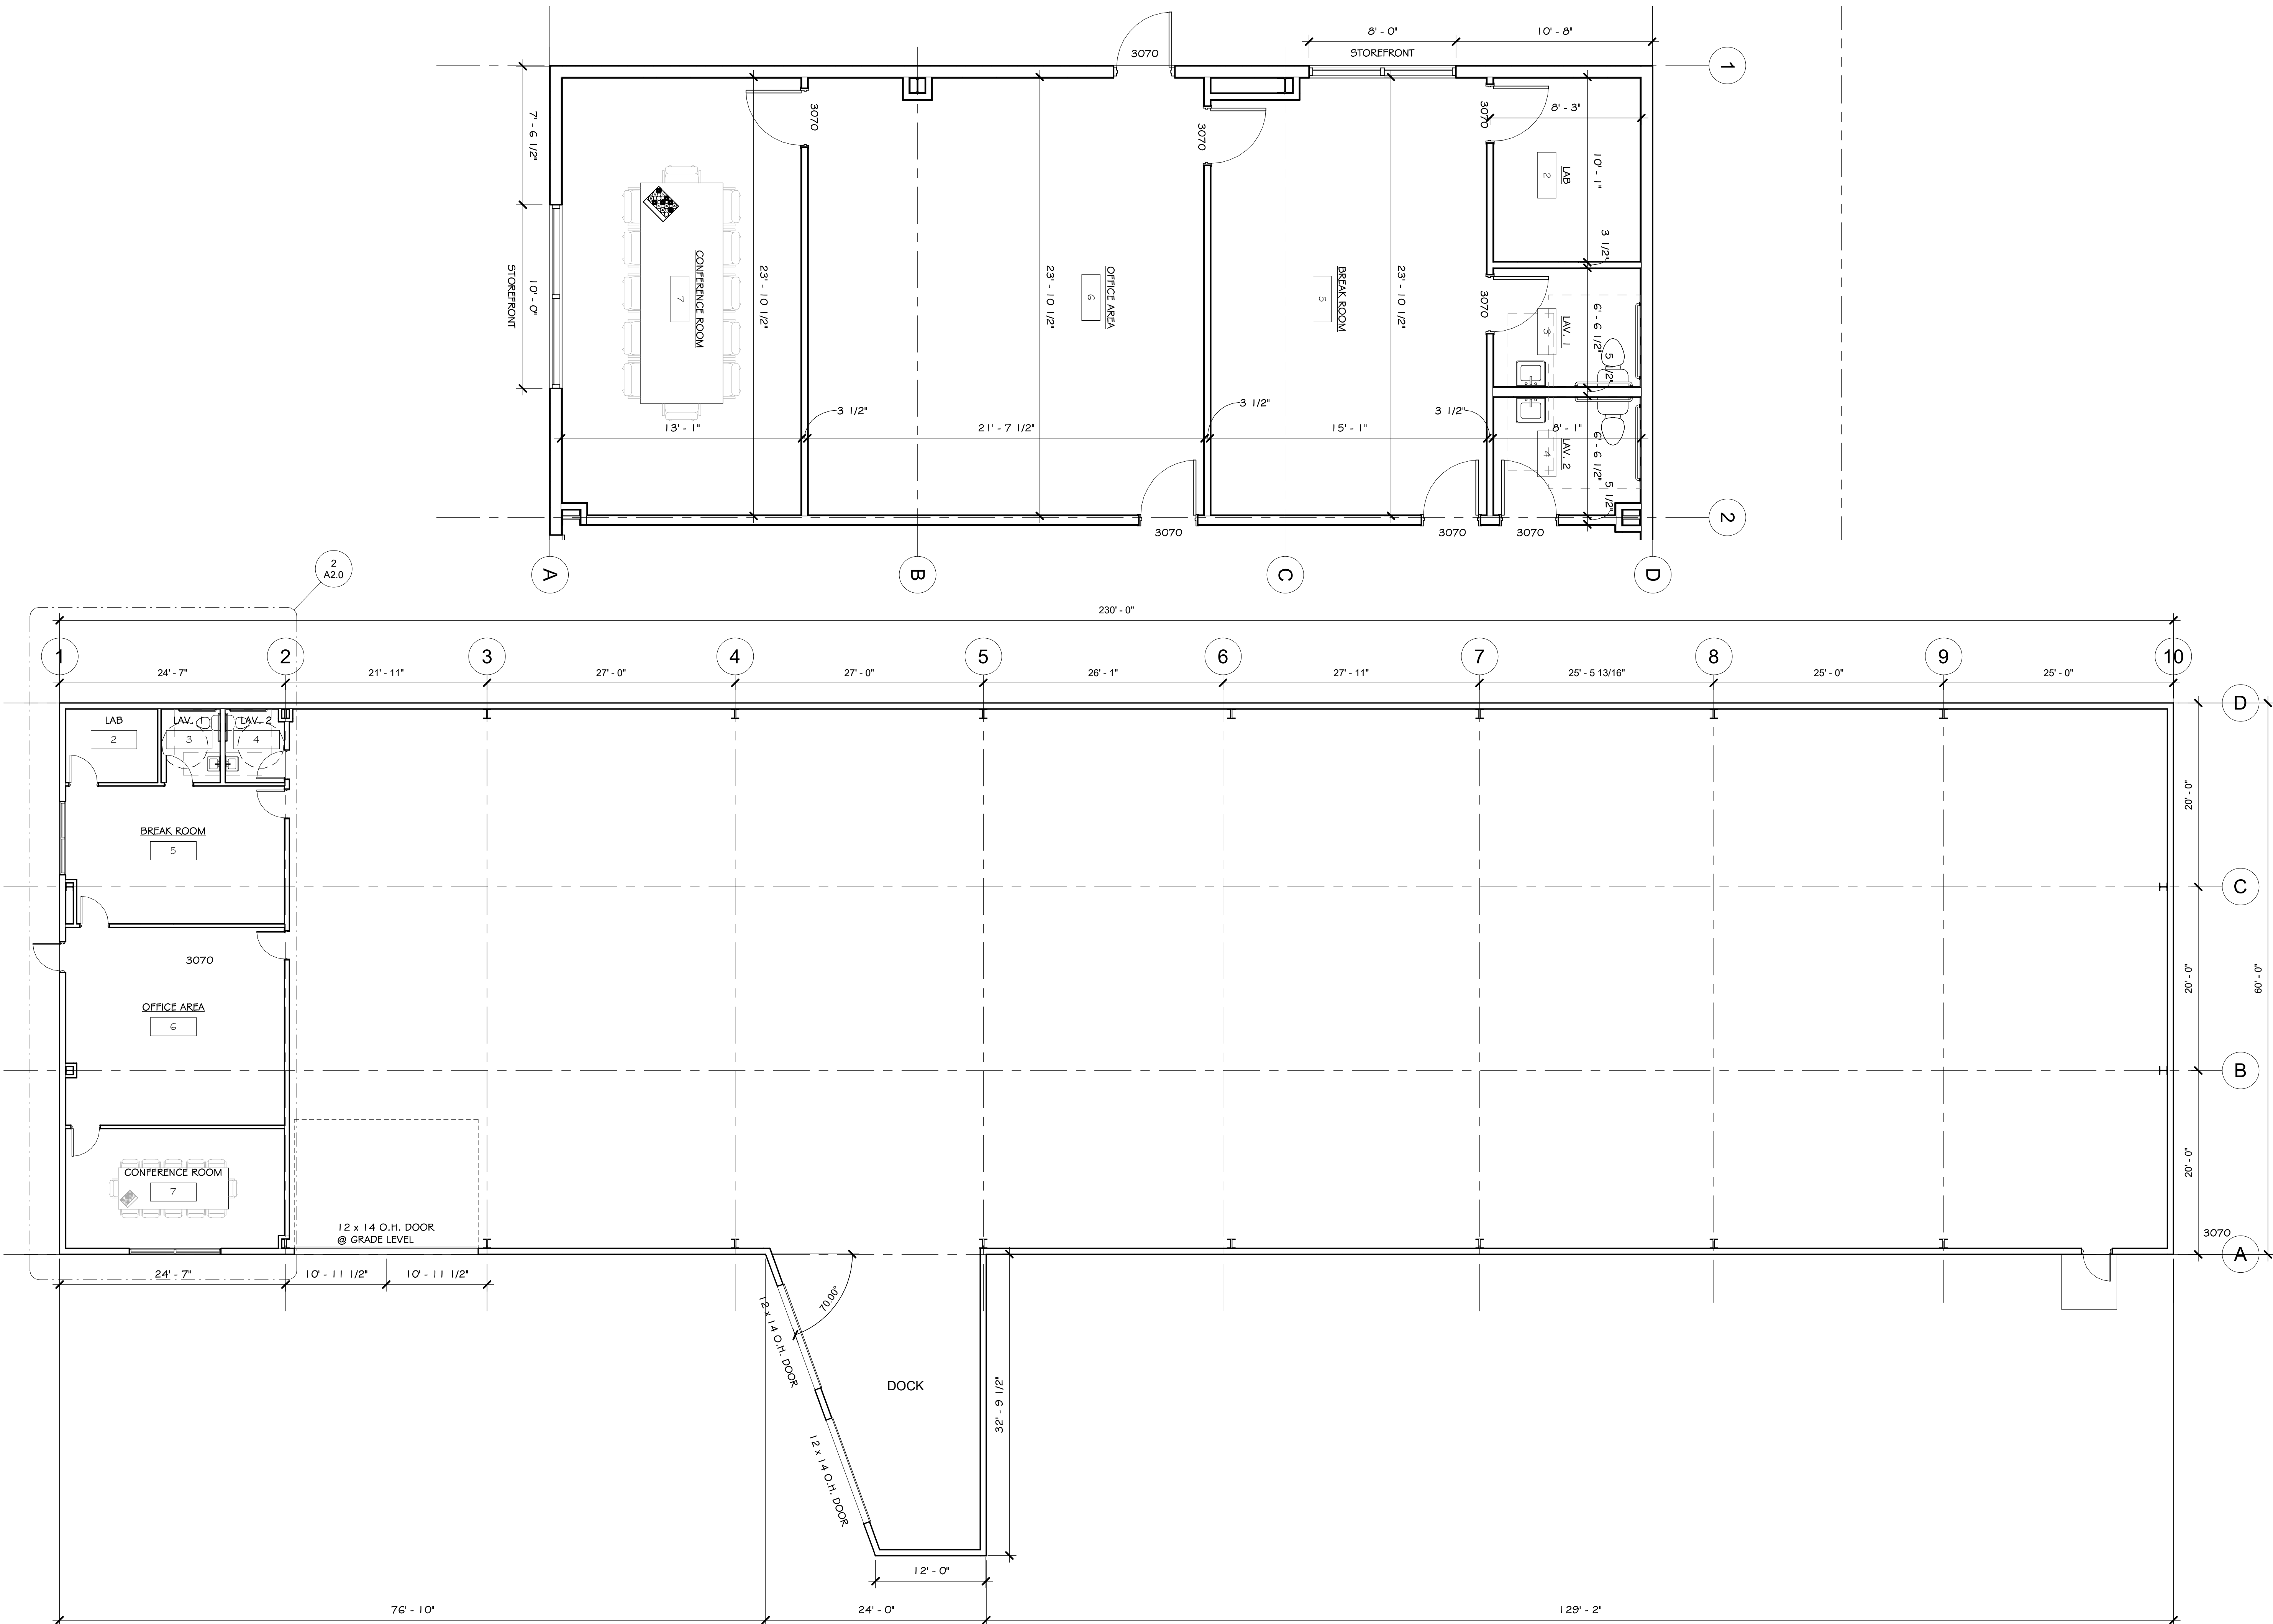 8' - 0"
10' - 8"
STOREFRONT
3070
1
7' - 6 1/2"
10' - 0"
STOREFRONT
3070
3070
3070
8' - 3"
10' - 1"
LAB
2
3 1/2"
CONFERENCE ROOM
7
23' - 10 1/2"
23' - 10 1/2"
OFFICE AREA
6
BREAK ROOM
5
23' - 10 1/2"
3070
LAV. 1
3
6' - 6 1/2"
5 1/2"
3 1/2"
3 1/2"
3 1/2"
13' - 1"
21' - 7 1/2"
15' - 1"
8' - 1"
LAV. 2
4
6' - 6 1/2"
5 1/2"
2
3070
3070
3070
A
B
C
D
2
A2.0
230' - 0"
1
2
3
4
5
6
7
8
9
10
24' - 7"
21' - 11"
27' - 0"
27' - 0"
26' - 1"
27' - 11"
25' - 5 13/16"
25' - 0"
25' - 0"
D
LAB
2
LAV. 1
3
LAV. 2
4
20' - 0"
BREAK ROOM
5
C
3070
20' - 0"
60' - 0"
OFFICE AREA
6
B
CONFERENCE ROOM
7
20' - 0"
12 x 14 O.H. DOOR
@ GRADE LEVEL
3070
A
24' - 7"
10' - 11 1/2"
10' - 11 1/2"
70.00°
12 x 14 O.H. DOOR
DOCK
32' - 9 1/2"
12 x 14 O.H. DOOR
12' - 0"
76' - 10"
24' - 0"
129' - 2"